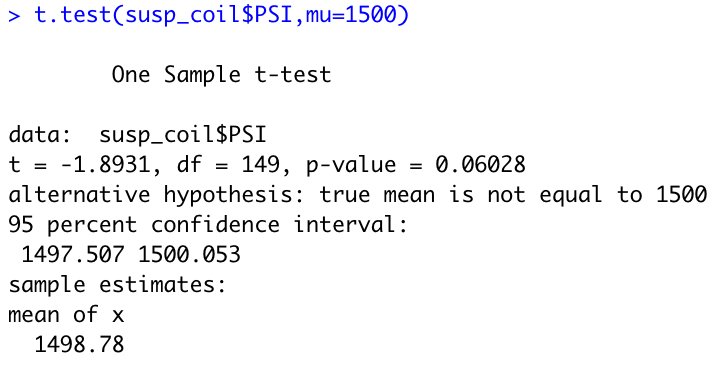 > t.test(susp_coil$PSI,mu=1500)
One Sample t-test
data:  susp_coil$PSI
t = -1.8931, df = 149, p-value = 0.06028
alternative hypothesis: true mean is not equal to 1500
95 percent confidence interval:
1497.507 1500.053
sample estimates:
mean of x
1498.78